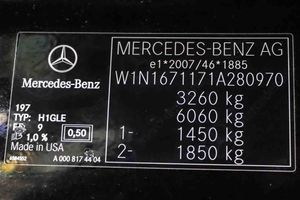 MERCEDES-BENZ AG
e1*2007/46*1885
Mercedes-Benz
W1N1671171A280970
3260 kg
197
6060 kg
TYP: H1GLE
9
0,50
1- 1450 kg
1,0 %
Made in USA
2- 1850 kg
A 000 817 44 04